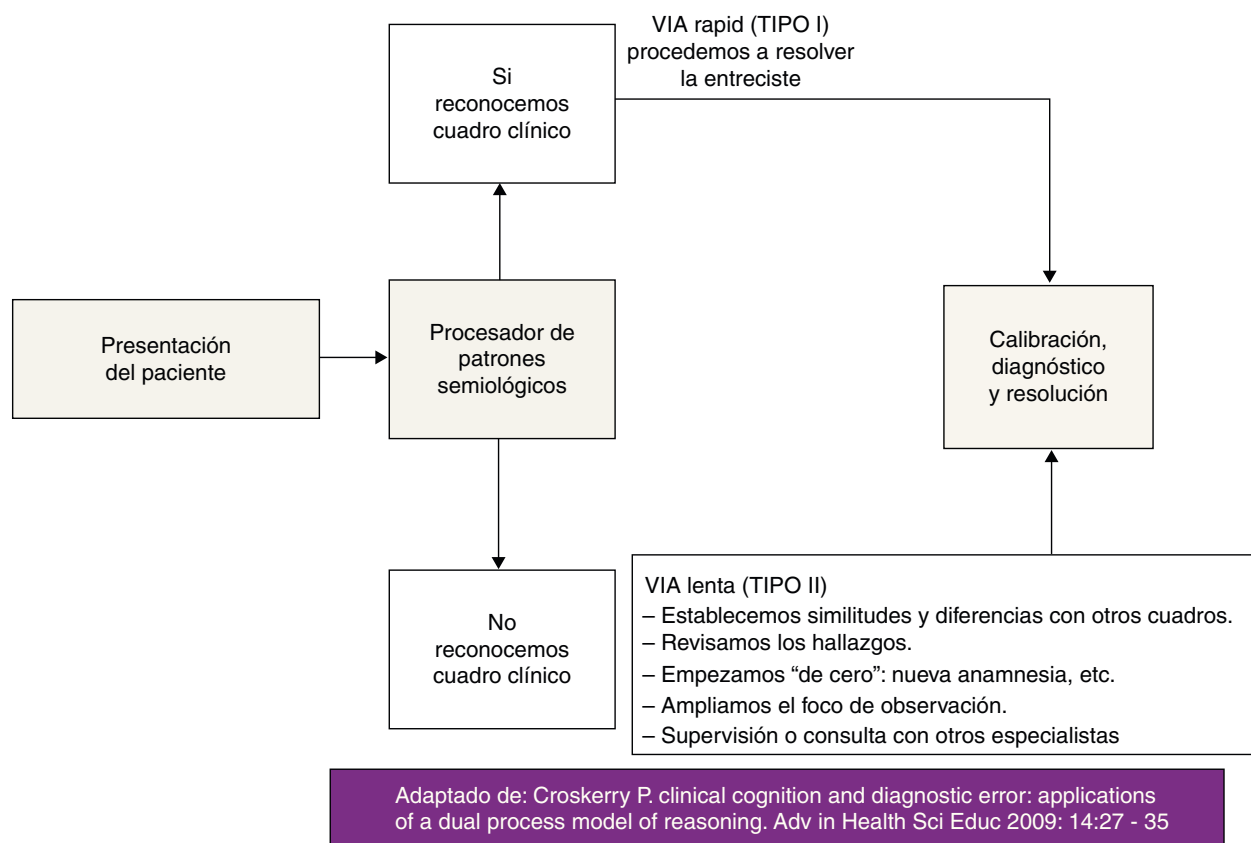 VIA rapid (TIPO I)
procedemos a resolver
la entreciste
Si
reconocemos
cuadro clínico
Presentación
del paciente
Procesador de
patrones
semiológicos
Calibración,
diagnóstico
y resolución
No
reconocemos
cuadro clínico
VIA lenta (TIPO II)
– Establecemos similitudes y diferencias con otros cuadros.
– Revisamos los hallazgos.
– Empezamos “de cero”: nueva anamnesis, etc.
– Ampliamos el foco de observación.
– Supervisión o consulta con otros especialistas
Adaptado de: Croskerry P. clinical cognition and diagnostic error: applications
of a dual process model of reasoning. Adv in Health Sci Educ 2009: 14:27 - 35